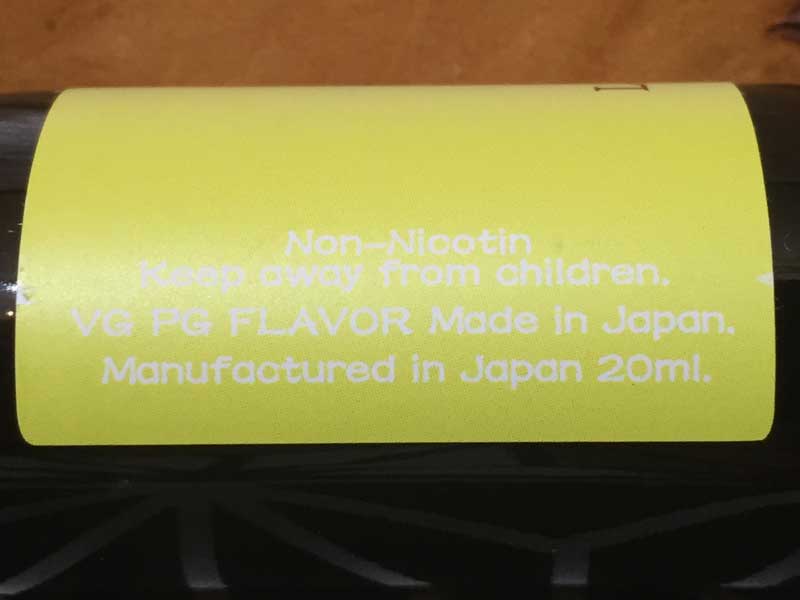 Non-Nicotin
Keep away from children.
VG PG FLAVOR Made in Japan.
Manufactured in Japan 20ml.